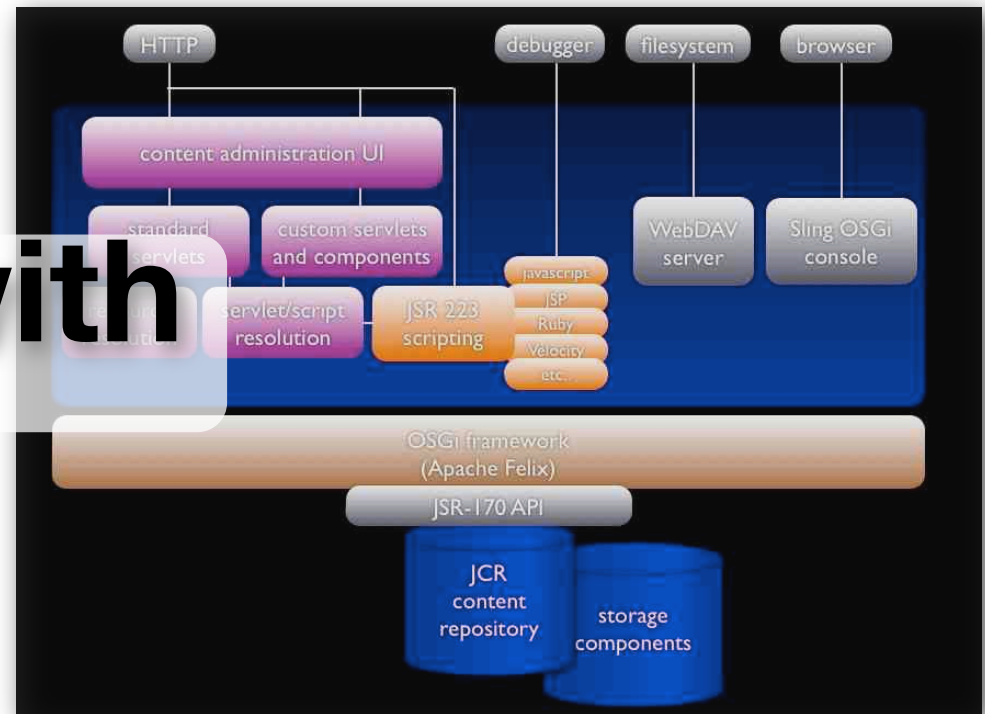 HTTP
debugger
filesystem
browser
content administration UI
standard
servlets
custom servlets
and components
WebDAV
server
Sling OSGi
console
with
servlet/script
resolution
JSR 223
scripting
javascript
JSP
Ruby
Velocity
etc...
OSGi framework
(Apache Felix)
JSR-170 API
JCR
content
repository
storage
components